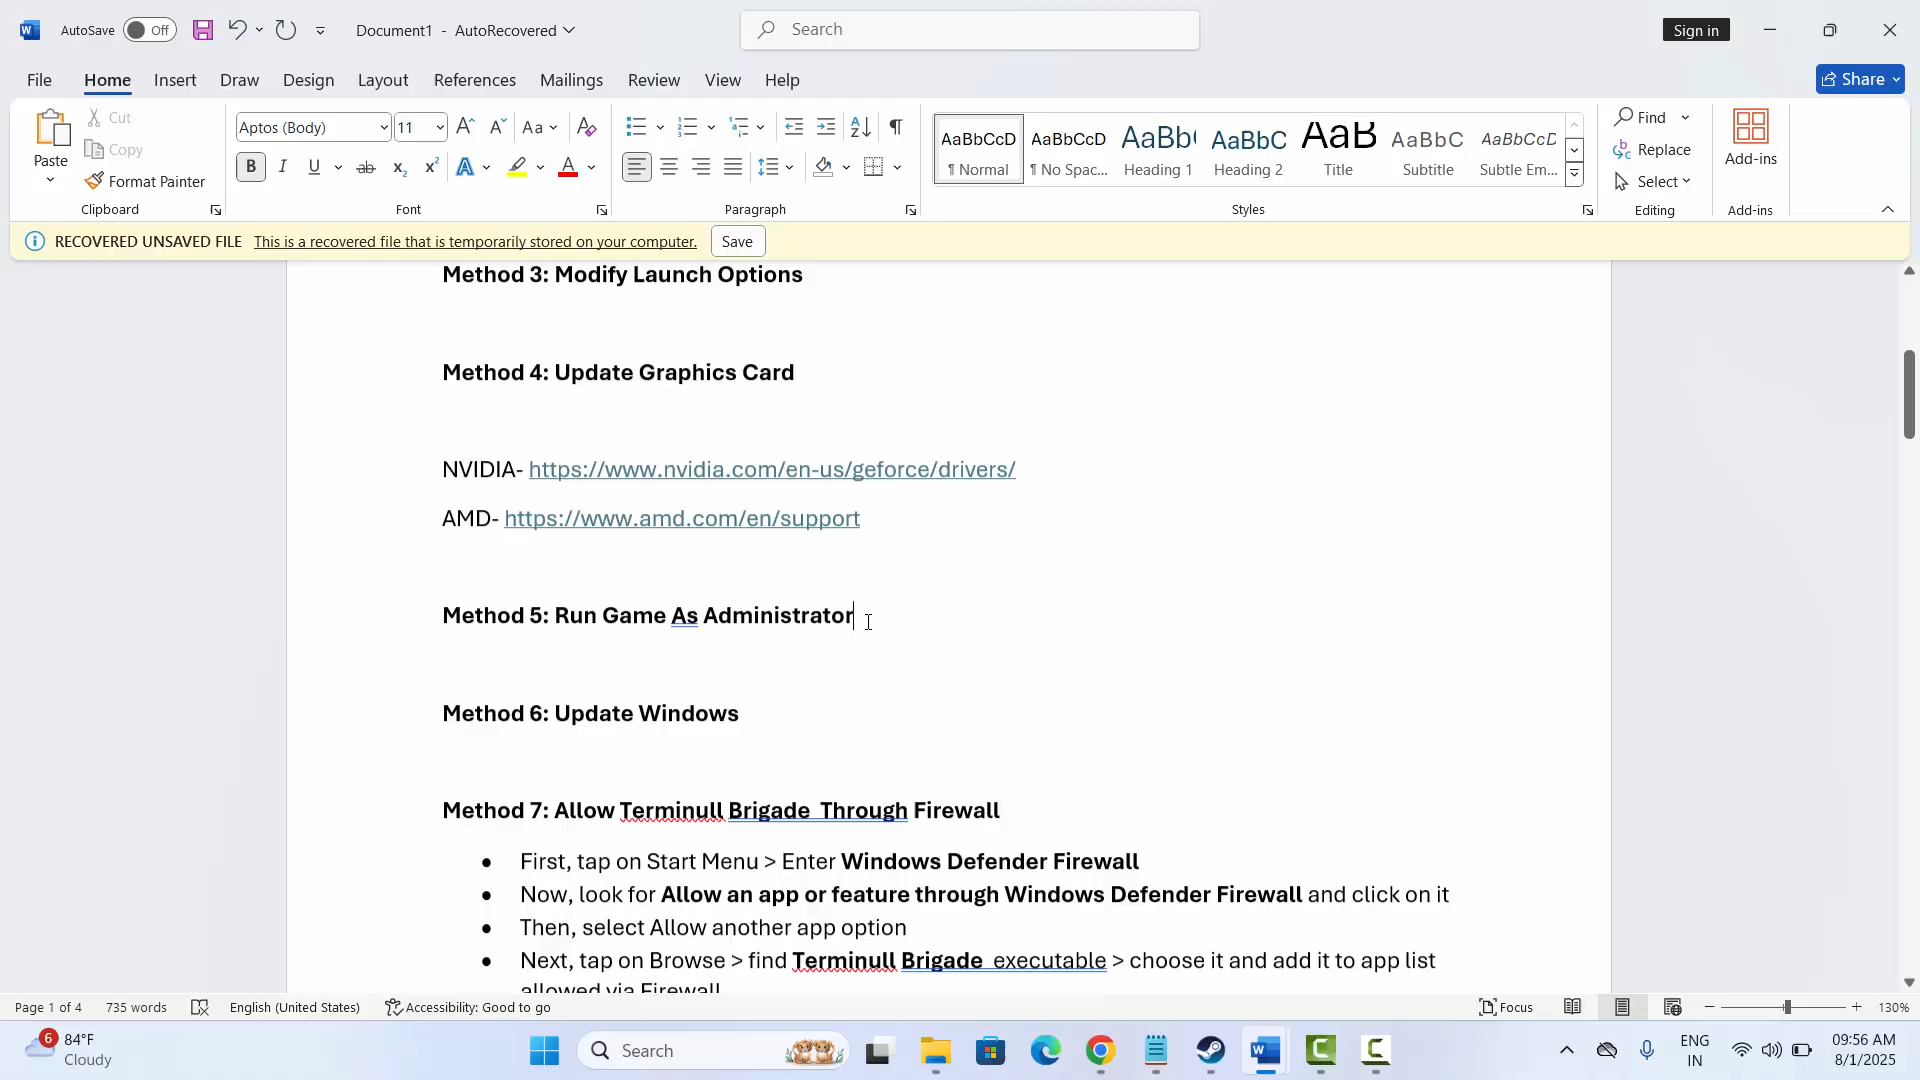 AutoSave Off Document1 - AutoRecovered Search Sign in
File Home Insert Draw Design Layout References Mailings Review View Help Share
Paste
Cut
Copy
Format Painter
Clipboard
Aptos (Body) 11
Font
Paragraph
AaBbCcD AaBbCcD AaBb( AaBbC AaB AaBbC AaBbCcD
¶ Normal ¶ No Spac... Heading 1 Heading 2 Title Subtitle Subtle Em...
Styles
Find
Replace
Select
Editing
Add-ins
Add-ins
RECOVERED UNSAVED FILE This is a recovered file that is temporarily stored on your computer. Save
Method 3: Modify Launch Options
Method 4: Update Graphics Card
NVIDIA- https://www.nvidia.com/en-us/geforce/drivers/
AMD- https://www.amd.com/en/support
Method 5: Run Game As Administrator
Method 6: Update Windows
Method 7: Allow Terminull Brigade Through Firewall
• First, tap on Start Menu > Enter Windows Defender Firewall
• Now, look for Allow an app or feature through Windows Defender Firewall and click on it
• Then, select Allow another app option
• Next, tap on Browse > find Terminull Brigade executable > choose it and add it to app list
allowed via Firewall
Page 1 of 4 735 words English (United States) Accessibility: Good to go Focus 130%
6 84°F
Cloudy
Search
ENG
IN
09:56 AM
8/1/2025